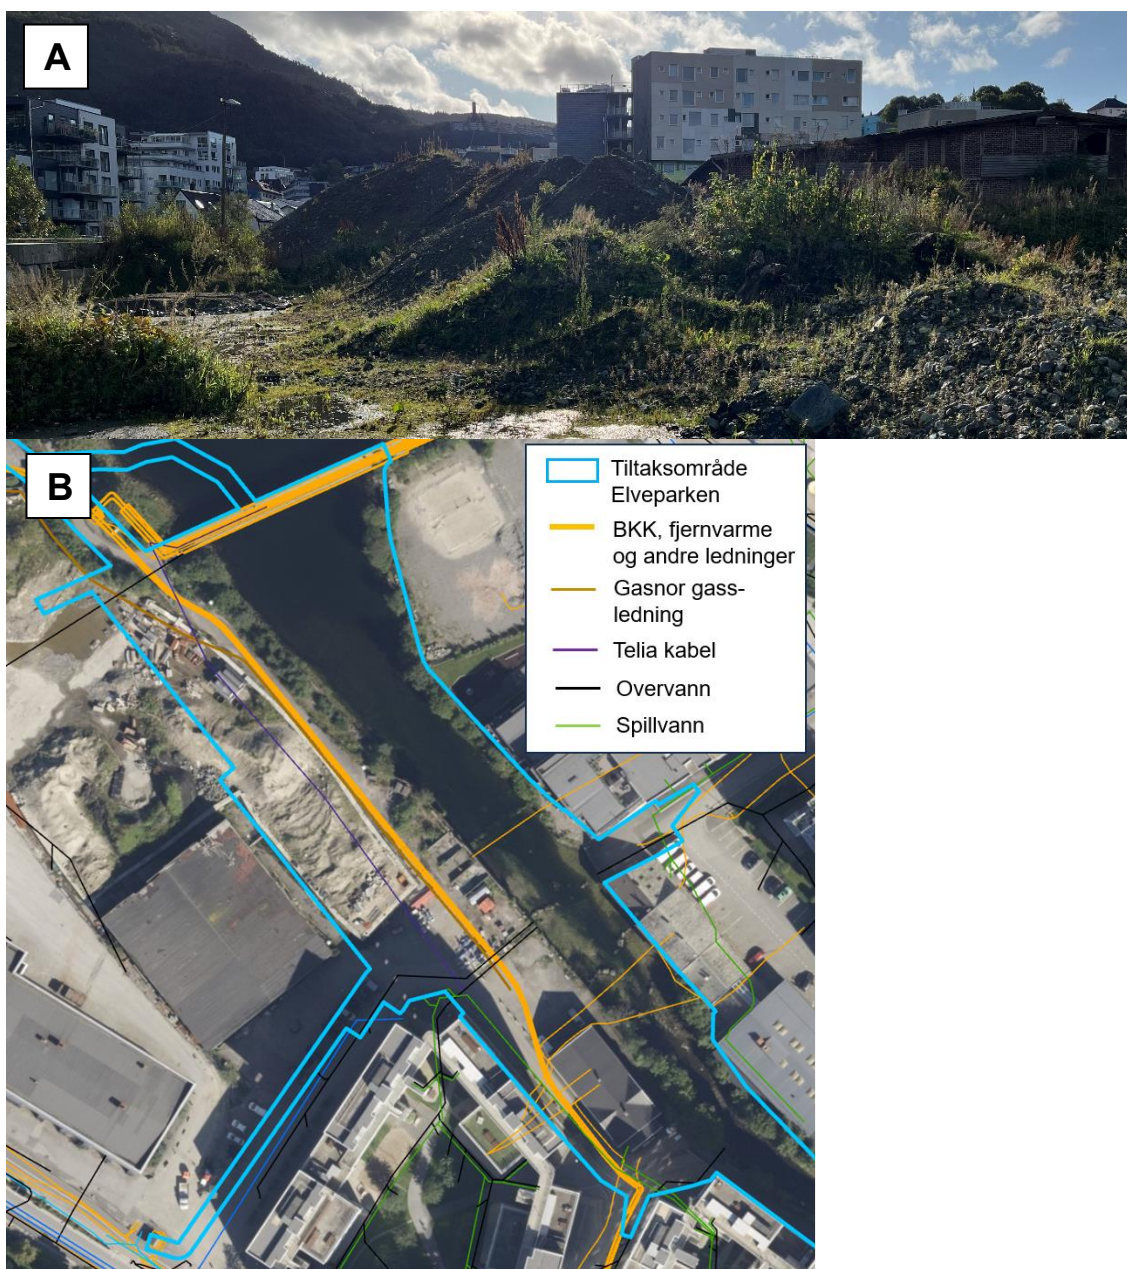 A
B
Tiltaksområde
Elveparken
BKK, fjernvarme
og andre ledninger
Gasnor gass-
ledning
Telia kabel
Overvann
Spillvann